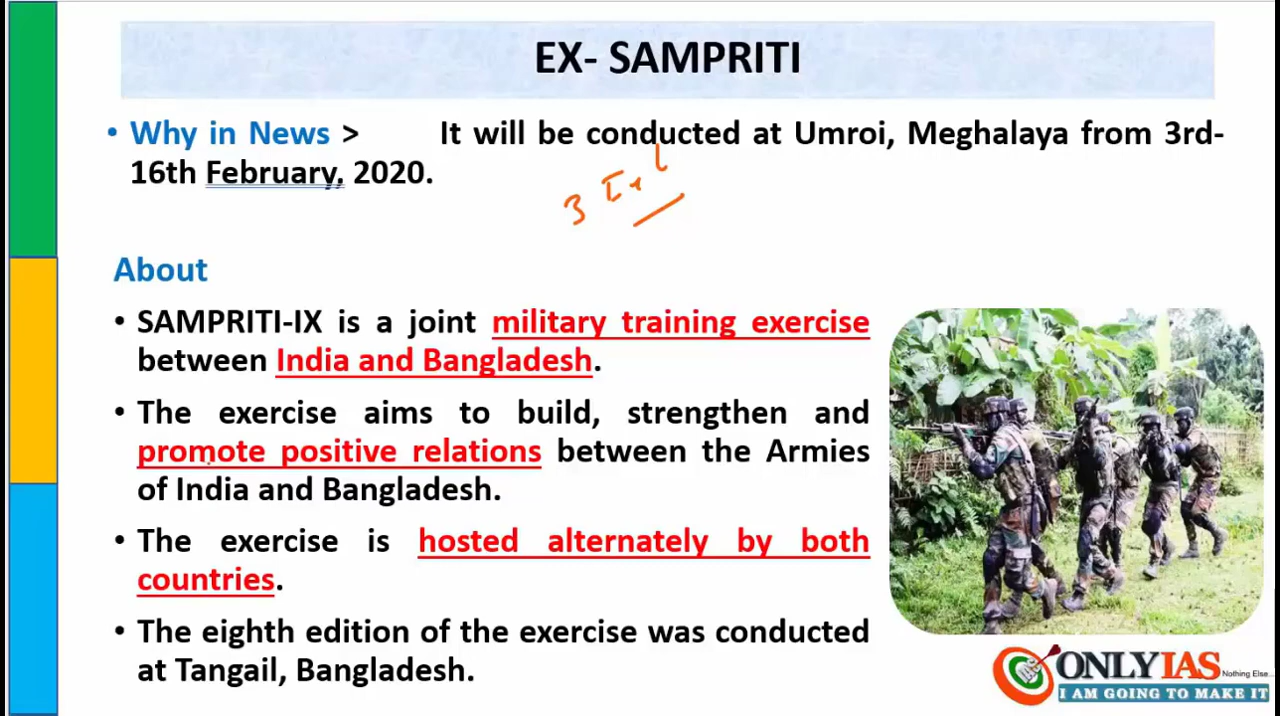 EX- SAMPRITI
• Why in News > It will be conducted at Umroi, Meghalaya from 3rd-
16th February, 2020.
3
About
• SAMPRITI-IX is a joint military training exercise
between India and Bangladesh.
• The exercise aims to build, strengthen and
promote positive relations between the Armies
of India and Bangladesh.
• The exercise is hosted alternately by both
countries.
• The eighth edition of the exercise was conducted
at Tangail, Bangladesh.
ONLYIAS Nothing Else...
I AM GOING TO MAKE IT